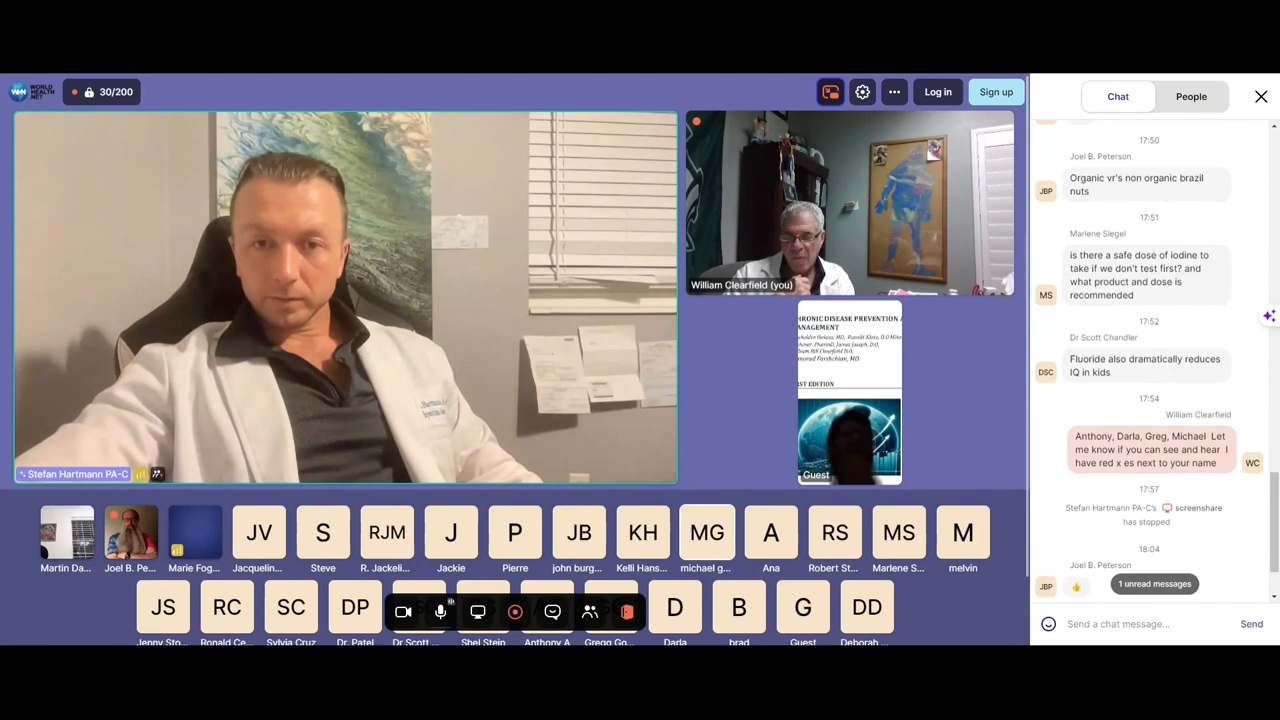 WORLD
HEALTH
NET
30/200
Log in
Sign up
Stefan Hartmann PA-C
William Clearfield (you)
HRONIC DISEASE PREVENTION A
ANAGEMENT
ST EDITION
Guest
Martin Da...
Joel B. Pe...
Marie Fog...
JV
Jacquelin...
S
Steve
RJM
R. Jackeli...
J
Jackie
P
Pierre
JB
john burg...
KH
Kelli Hans...
MG
michael g...
A
Ana
RS
Robert St...
MS
Marlene S...
M
melvin
JS
Jenny Sto...
RC
Ronald Ce...
SC
Sylvia Cruz
DP
Dr. Patel
Dr Scott ...
Shel Stein
Anthony A...
Gregg Go...
D
Darla
B
brad
G
Guest
DD
Deborah ...
Chat
People
17:50
Joel B. Peterson
JBP
Organic vr's non organic brazil
nuts
17:51
Marlene Siegel
is there a safe dose of iodine to
take if we don't test first? and
what product and dose is
recommended
MS
17:52
Dr Scott Chandler
Fluoride also dramatically reduces
IQ in kids
DSC
17:54
William Clearfield
Anthony, Darla, Greg, Michael Let
me know if you can see and hear I
have red x es next to your name
WC
17:57
Stefan Hartmann PA-C's screenshare
has stopped
18:04
Joel B. Peterson
JBP
👍
1 unread messages
Send a chat message...
Send